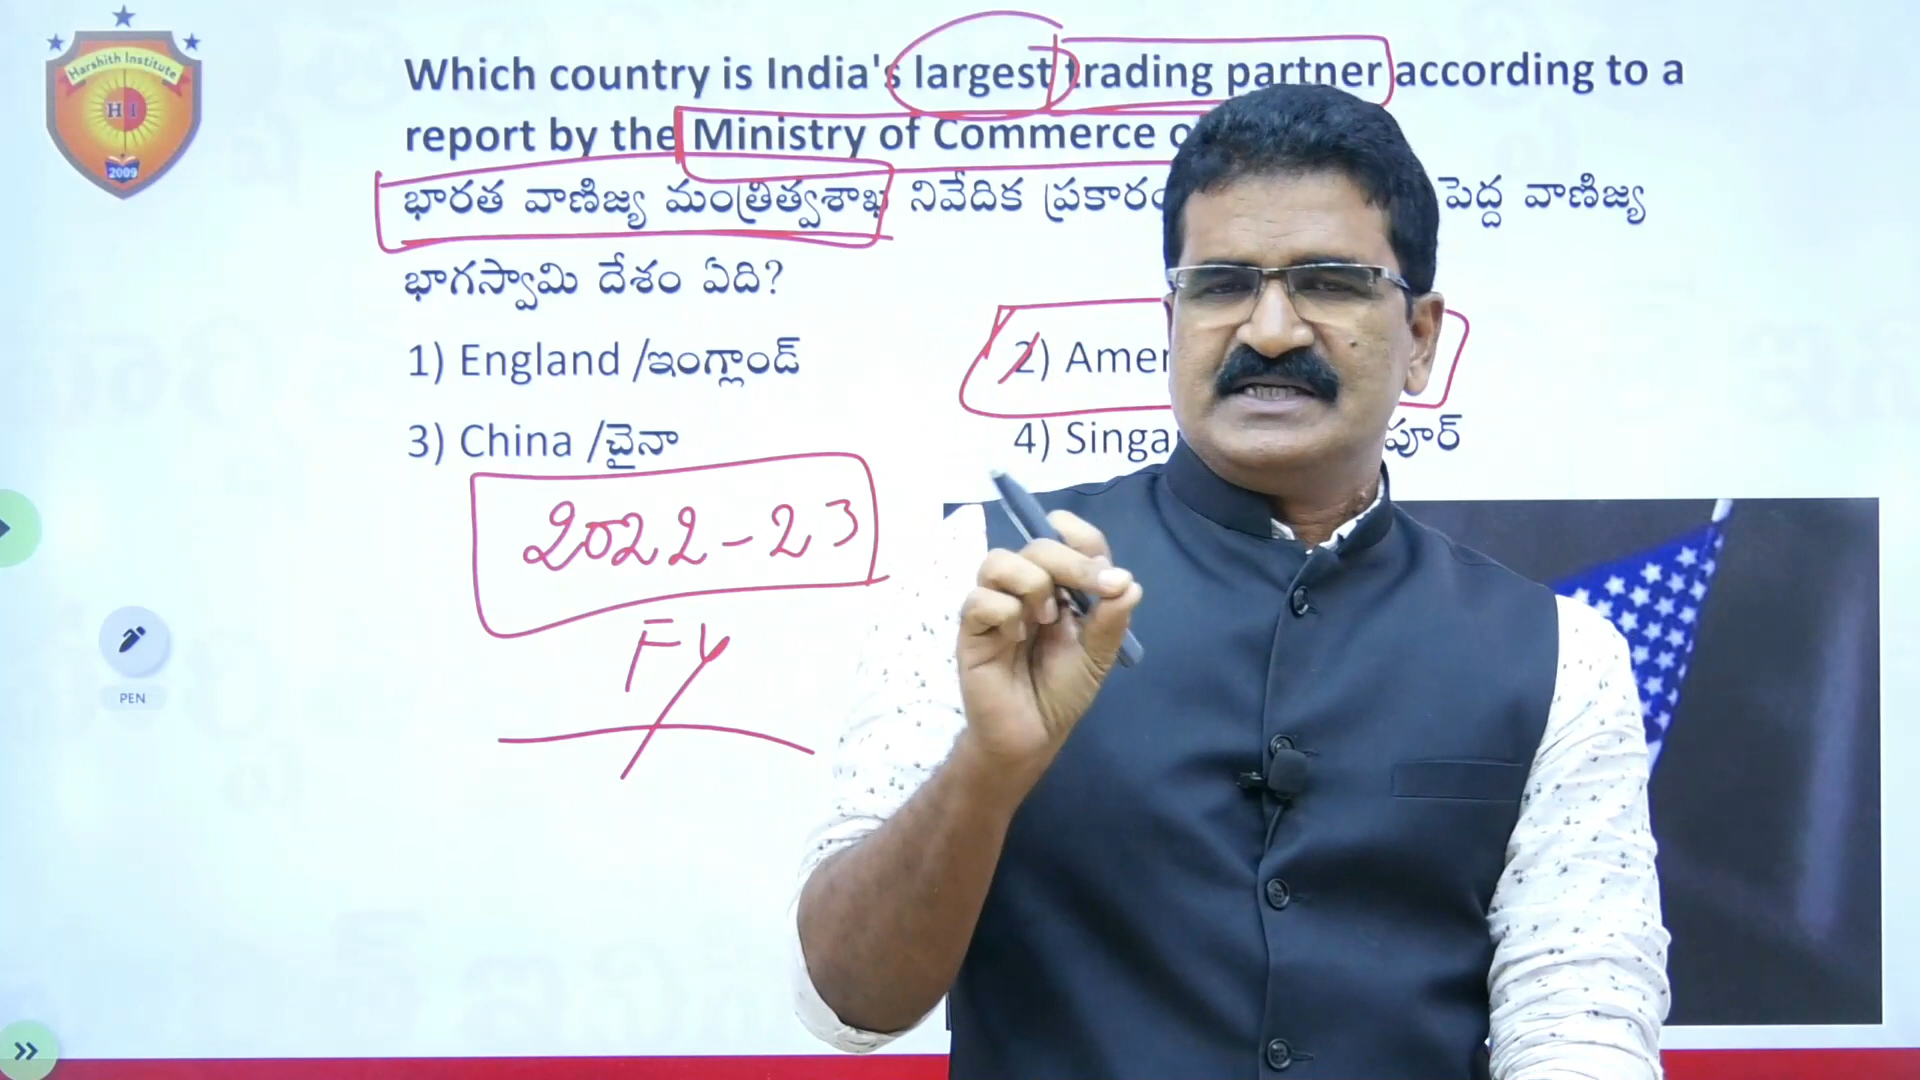 Harshith Institute
H I
2009
Which country is India's largest trading partner according to a
report by the Ministry of Commerce
భారత వాణిజ్య మంత్రిత్వశాఖ నివేదిక ప్రకారం పెద్ద వాణిజ్య
భాగస్వామి దేశం ఏది?
1) England /ఇంగ్లాండ్
2) Amer
3) China /చైనా
4) Singa పూర్
2022-23
FY
PEN